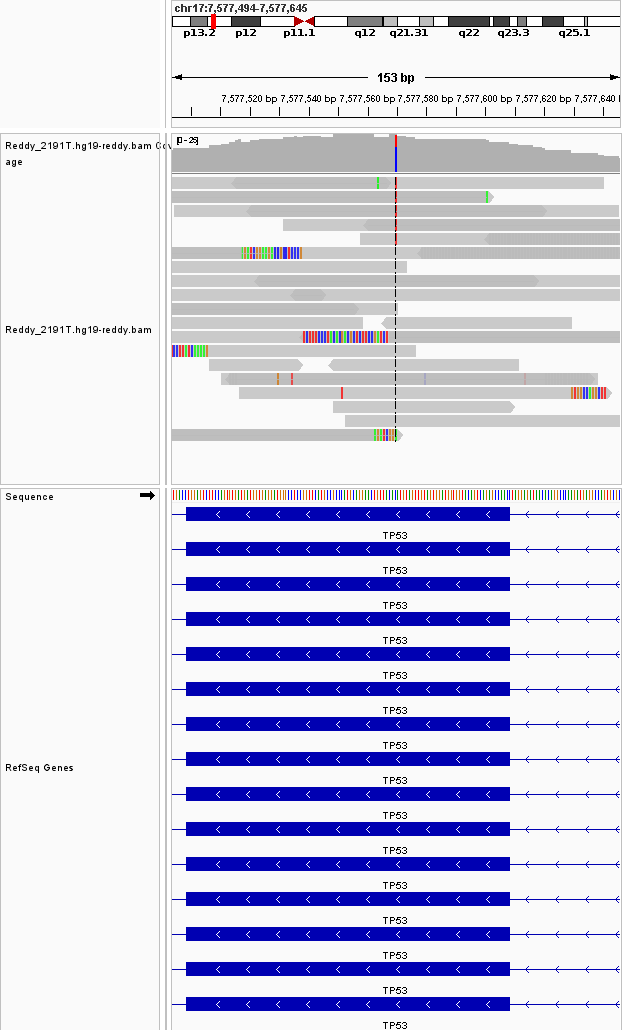 chr17:7,577,494-7,577,645
p13.2 p12 p11.1 q12 q21.31 q22 q23.3 q25.1
153 bp
7,577,520 bp 7,577,540 bp 7,577,560 bp 7,577,580 bp 7,577,600 bp 7,577,620 bp 7,577,640 l
Reddy_2191T.hg19-reddy.bam Cov
age
[0-26]
Reddy_2191T.hg19-reddy.bam
Sequence
TP53
TP53
TP53
TP53
TP53
TP53
TP53
RefSeq Genes
TP53
TP53
TP53
TP53
TP53
TP53
TP53
TP53